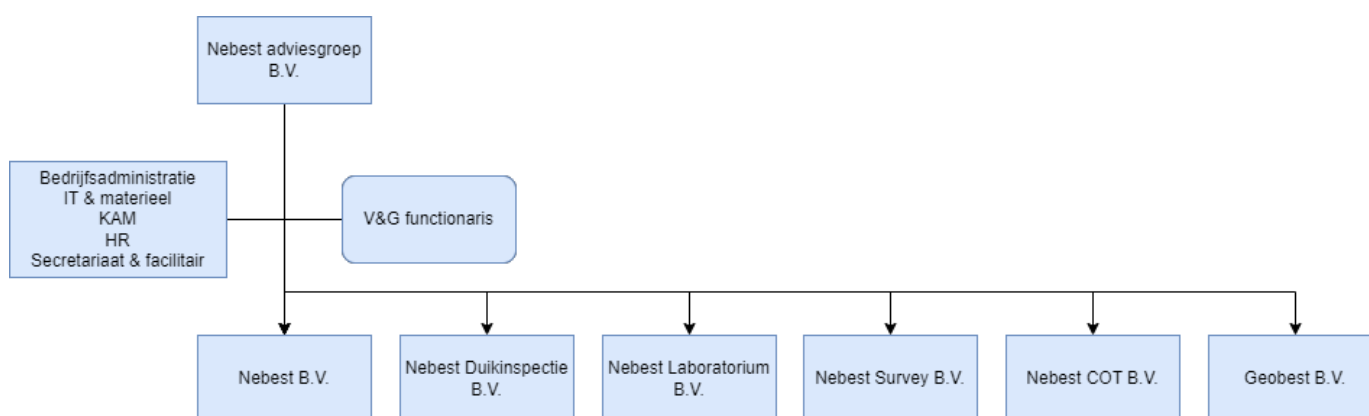 Nebest adviesgroep
B.V.
Bedrijfsadministratie
IT & materieel
KAM
HR
Secretariaat & facilitair
V&G functionaris
Nebest B.V.
Nebest Duikinspectie
B.V.
Nebest Laboratorium
B.V.
Nebest Survey B.V.
Nebest COT B.V.
Geobest B.V.